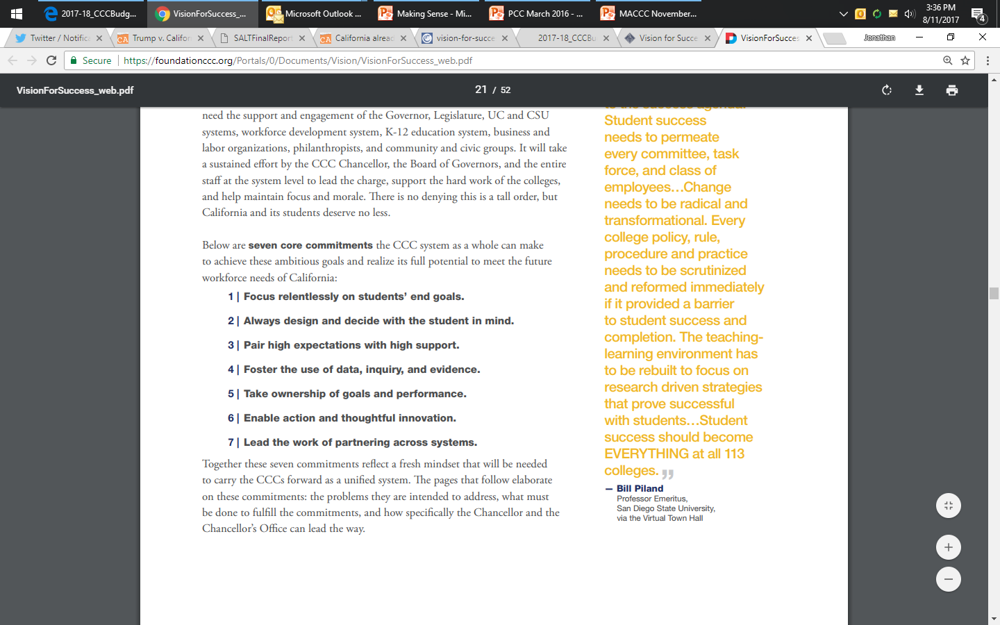 2017-18_CCCBudg...
VisionForSuccess_...
Microsoft Outlook ...
Making Sense - Mi...
PCC March 2016 - ...
MACCC November...
3:36 PM
8/11/2017
4
Twitter / Notifica
Trump v. Californ
SALTFinalReport
California alread
vision-for-succe
2017-18_CCCBu
Vision for Succe
VisionForSucces
Jonathan
Secure
https://foundationccc.org/Portals/0/Documents/Vision/VisionForSuccess_web.pdf
VisionForSuccess_web.pdf
21 / 52
need the support and engagement of the Governor, Legislature, UC and CSU
systems, workforce development system, K-12 education system, business and
labor organizations, philanthropists, and community and civic groups. It will take
a sustained effort by the CCC Chancellor, the Board of Governors, and the entire
staff at the system level to lead the charge, support the hard work of the colleges,
and help maintain focus and morale. There is no denying this is a tall order, but
California and its students deserve no less.
Below are seven core commitments the CCC system as a whole can make
to achieve these ambitious goals and realize its full potential to meet the future
workforce needs of California:
1 | Focus relentlessly on students’ end goals.
2 | Always design and decide with the student in mind.
3 | Pair high expectations with high support.
4 | Foster the use of data, inquiry, and evidence.
5 | Take ownership of goals and performance.
6 | Enable action and thoughtful innovation.
7 | Lead the work of partnering across systems.
Together these seven commitments reflect a fresh mindset that will be needed
to carry the CCCs forward as a unified system. The pages that follow elaborate
on these commitments: the problems they are intended to address, what must
be done to fulfill the commitments, and how specifically the Chancellor and the
Chancellor’s Office can lead the way.
to the success agenda.
Student success
needs to permeate
every committee, task
force, and class of
employees…Change
needs to be radical and
transformational. Every
college policy, rule,
procedure and practice
needs to be scrutinized
and reformed immediately
if it provided a barrier
to student success and
completion. The teaching-
learning environment has
to be rebuilt to focus on
research driven strategies
that prove successful
with students…Student
success should become
EVERYTHING at all 113
colleges. ”
— Bill Piland
Professor Emeritus,
San Diego State University,
via the Virtual Town Hall